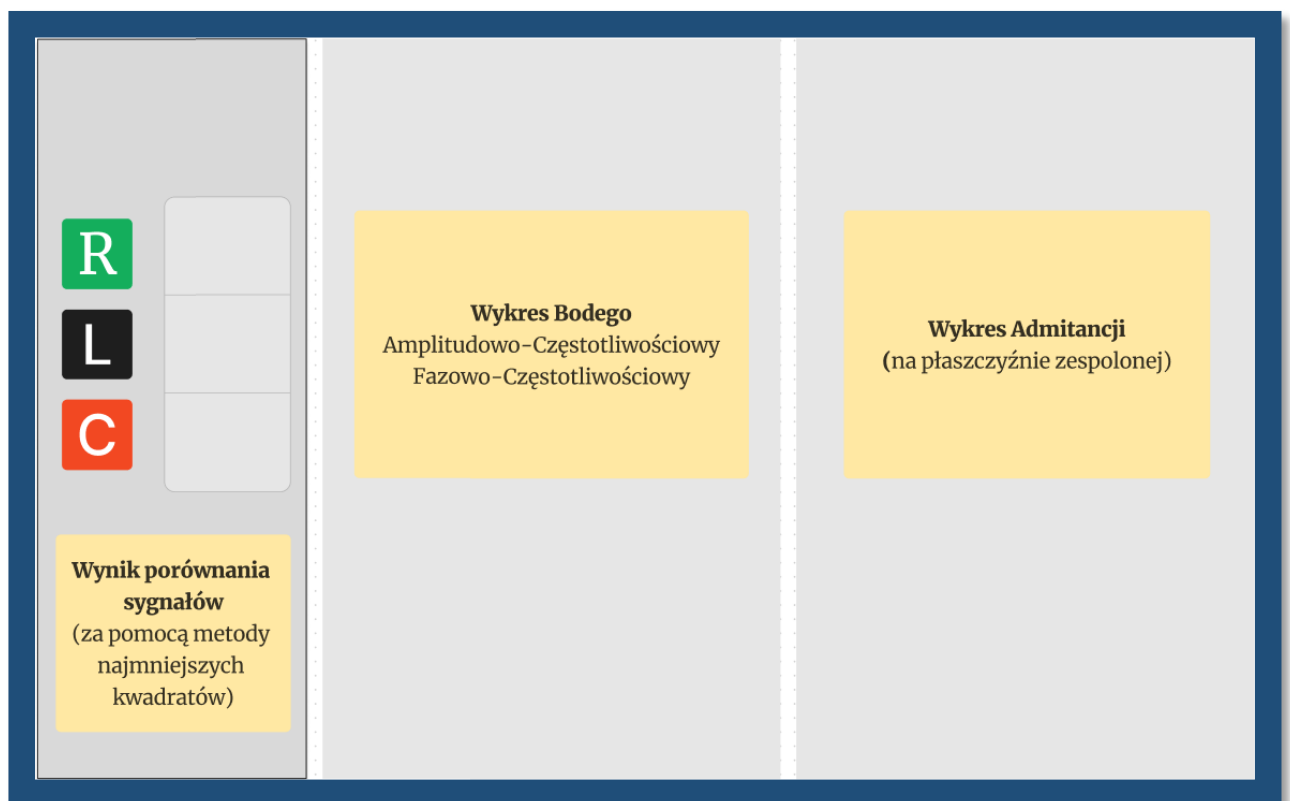 R
L
C
Wynik porównania
sygnałów
(za pomocą metody
najmniejszych
kwadratów)
Wykres Bodego
Amplitudowo-Częstotliwościowy
Fazowo-Częstotliwościowy
Wykres Admitancji
(na płaszczyźnie zespolonej)